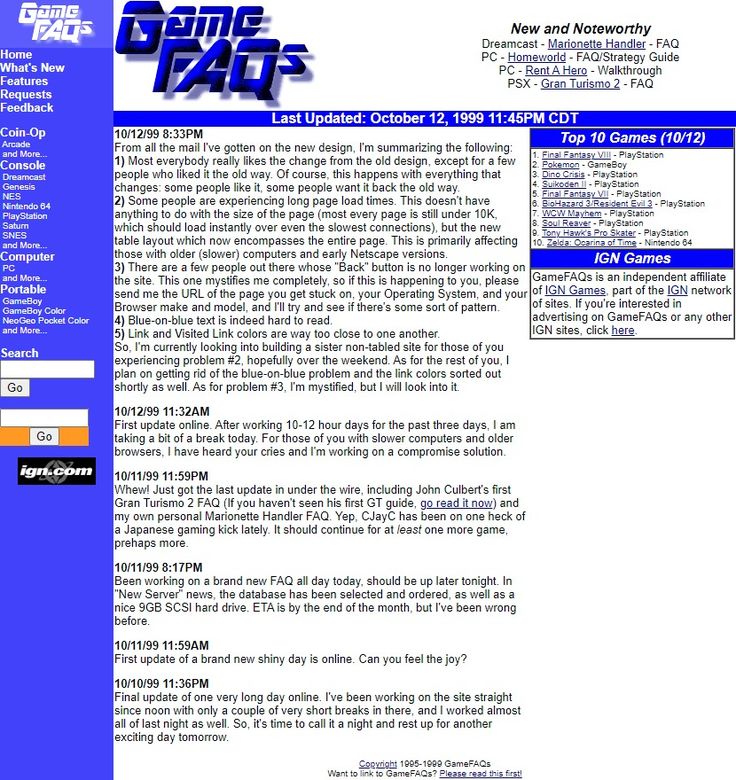 Game
FAQs
Home
What's New
Features
Requests
Feedback
Coin-Op
Arcade
and More...
Console
Dreamcast
Genesis
NES
Nintendo 64
PlayStation
Saturn
SNES
and More...
Computer
PC
and More...
Portable
GameBoy
GameBoy Color
NeoGeo Pocket Color
and More...
Search
Go
Go
ign.com
Game
FAQs
New and Noteworthy
Dreamcast - Marionette Handler - FAQ
PC - Homeworld - FAQ/Strategy Guide
PC - Rent A Hero - Walkthrough
PSX - Gran Turismo 2 - FAQ
Last Updated: October 12, 1999 11:45PM CDT
10/12/99 8:33PM
From all the mail I've gotten on the new design, I'm summarizing the following:
1) Most everybody really likes the change from the old design, except for a few
people who liked it the old way. Of course, this happens with everything that
changes: some people like it, some people want it back the old way.
2) Some people are experiencing long page load times. This doesn't have
anything to do with the size of the page (most every page is still under 10K,
which should load instantly over even the slowest connections), but the new
table layout which now encompasses the entire page. This is primarily affecting
those with older (slower) computers and early Netscape versions.
3) There are a few people out there whose "Back" button is no longer working on
the site. This one mystifies me completely, so if this is happening to you, please
send me the URL of the page you get stuck on, your Operating System, and your
Browser make and model, and I'll try and see if there's some sort of pattern.
4) Blue-on-blue text is indeed hard to read.
5) Link and Visited Link colors are way too close to one another.
So, I'm currently looking into building a sister non-tabled site for those of you
experiencing problem #2, hopefully over the weekend. As for the rest of you, I
plan on getting rid of the blue-on-blue problem and the link colors sorted out
shortly as well. As for problem #3, I'm mystified, but I will look into it.
10/12/99 11:32AM
First update online. After working 10-12 hour days for the past three days, I am
taking a bit of a break today. For those of you with slower computers and older
browsers, I have heard your cries and I'm working on a compromise solution.
10/11/99 11:59PM
Whew! Just got the last update in under the wire, including John Culbert's first
Gran Turismo 2 FAQ (If you haven't seen his first GT guide, go read it now) and
my own personal Marionette Handler FAQ. Yep, CJayC has been on one heck of
a Japanese gaming kick lately. It should continue for at least one more game,
prehaps more.
10/11/99 8:17PM
Been working on a brand new FAQ all day today, should be up later tonight. In
"New Server" news, the database has been selected and ordered, as well as a
nice 9GB SCSI hard drive. ETA is by the end of the month, but I've been wrong
before.
10/11/99 11:59AM
First update of a brand new shiny day is online. Can you feel the joy?
10/10/99 11:36PM
Final update of one very long day online. I've been working on the site straight
since noon with only a couple of very short breaks in there, and I worked almost
all of last night as well. So, it's time to call it a night and rest up for another
exciting day tomorrow.
Top 10 Games (10/12)
1. Final Fantasy VIII - PlayStation
2. Pokemon - GameBoy
3. Dino Crisis - PlayStation
4. Suikoden II - PlayStation
5. Final Fantasy VII - PlayStation
6. BioHazard 3/Resident Evil 3 - PlayStation
7. WCW Mayhem - PlayStation
8. Soul Reaver - PlayStation
9. Tony Hawk's Pro Skater - PlayStation
10. Zelda: Ocarina of Time - Nintendo 64
IGN Games
GameFAQs is an independent affiliate
of IGN Games, part of the IGN network
of sites. If you're interested in
advertising on GameFAQs or any other
IGN sites, click here.
Copyright 1995-1999 GameFAQs
Want to link to GameFAQs? Please read this first!